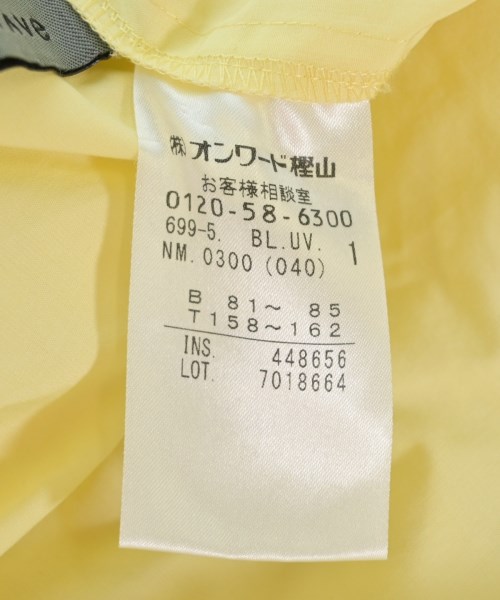 ㈱オンワード樫山
お客様相談室
0120-58-6300
699-5. BL.UV. 1
NM. 0300 (040)
B 81〜 85
T 158〜162
INS. 448656
LOT. 7018664